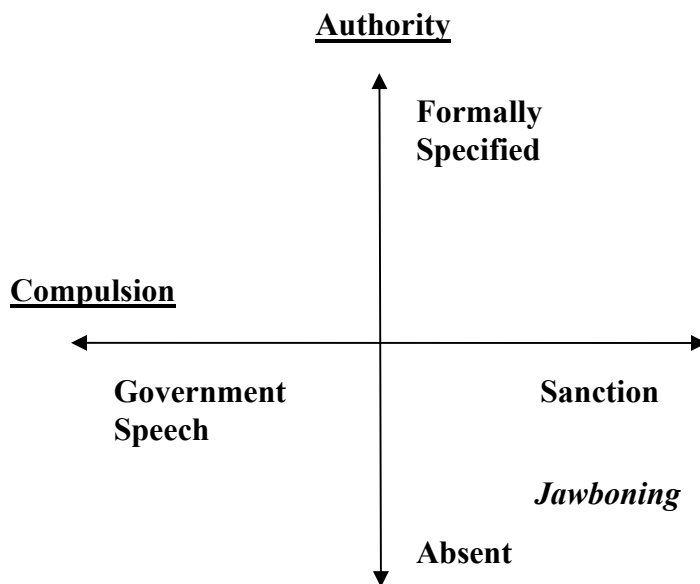 Authority
Formally
Specified
Compulsion
Government
Speech
Sanction
Jawboning
Absent